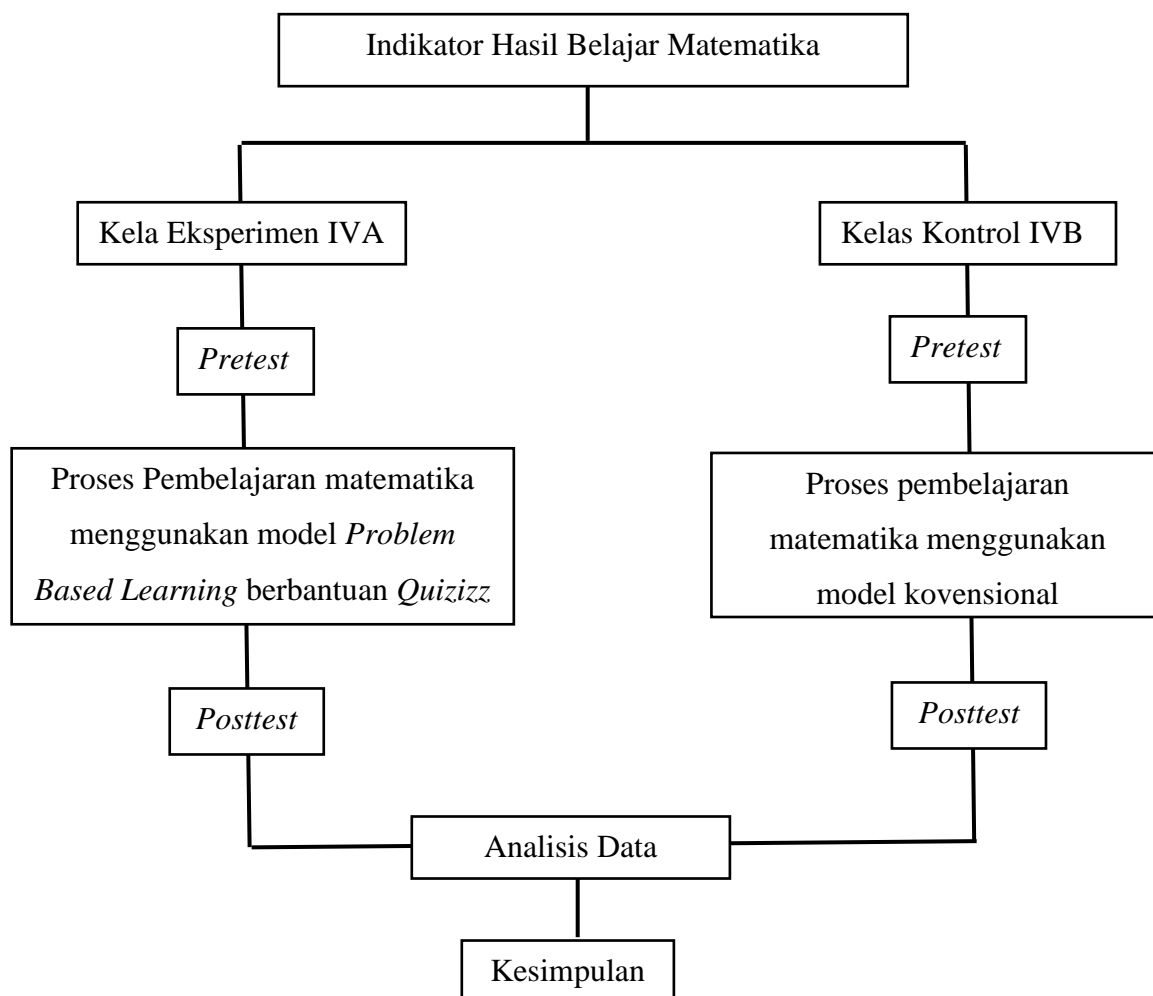 Indikator Hasil Belajar Matematika
Kela Eksperimen IVA
Kelas Kontrol IVB
Pretest
Pretest
Proses Pembelajaran matematika
menggunakan model Problem
Based Learning berbantuan Quizizz
Proses pembelajaran
matematika menggunakan
model kovensional
Posttest
Posttest
Analisis Data
Kesimpulan